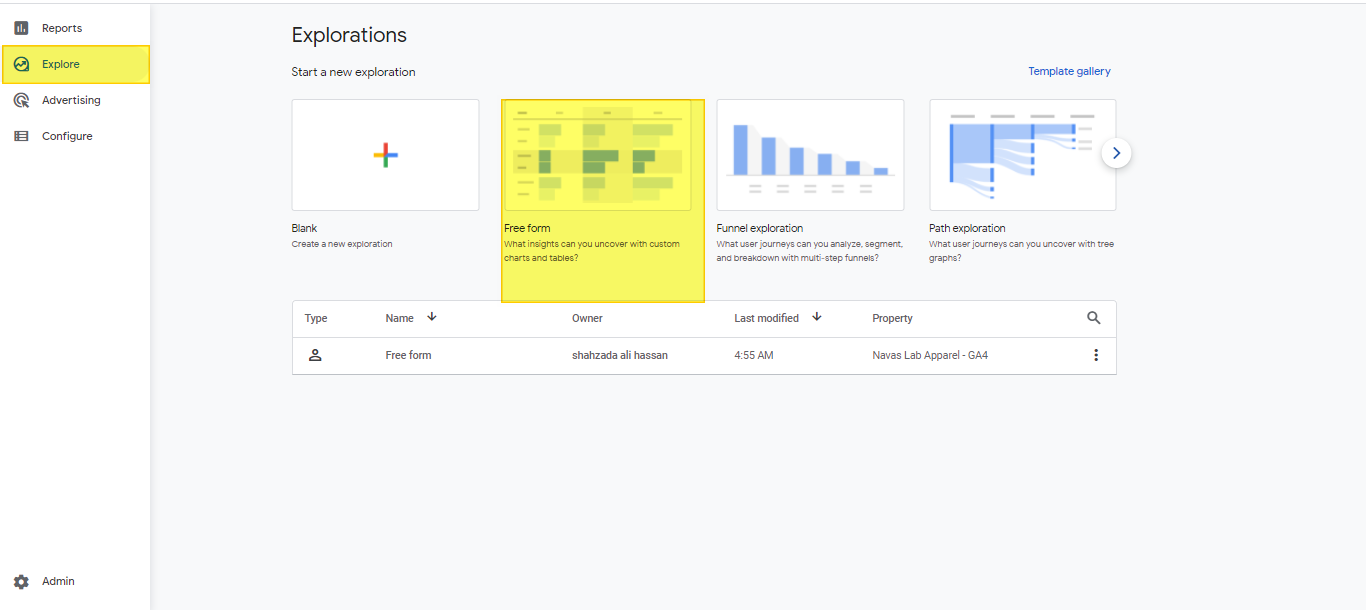 Reports
Explore
Advertising
Configure
Admin
Explorations
Start a new exploration
Template gallery
Blank
Create a new exploration
Free form
What insights can you uncover with custom
charts and tables?
Funnel exploration
What user journeys can you analyze, segment,
and breakdown with multi-step funnels?
Path exploration
What user journeys can you uncover with tree
graphs?
Type Name Owner Last modified Property
Free form shahzada ali hassan 4:55 AM Navas Lab Apparel - GA4